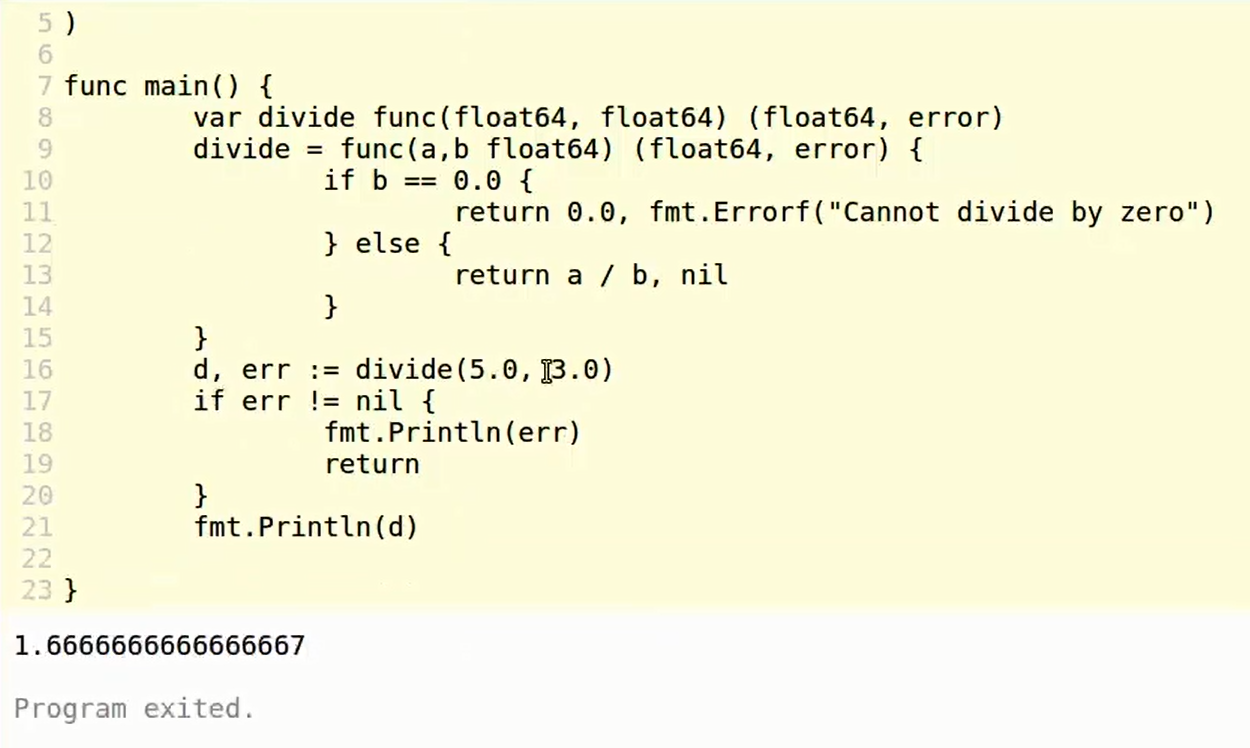 5 )
6
7 func main() {
8 var divide func(float64, float64) (float64, error)
9 divide = func(a,b float64) (float64, error) {
10 if b == 0.0 {
11 return 0.0, fmt.Errorf("Cannot divide by zero")
12 } else {
13 return a / b, nil
14 }
15 }
16 d, err := divide(5.0, 3.0)
17 if err != nil {
18 fmt.Println(err)
19 return
20 }
21 fmt.Println(d)
22
23 }
1.6666666666666667
Program exited.